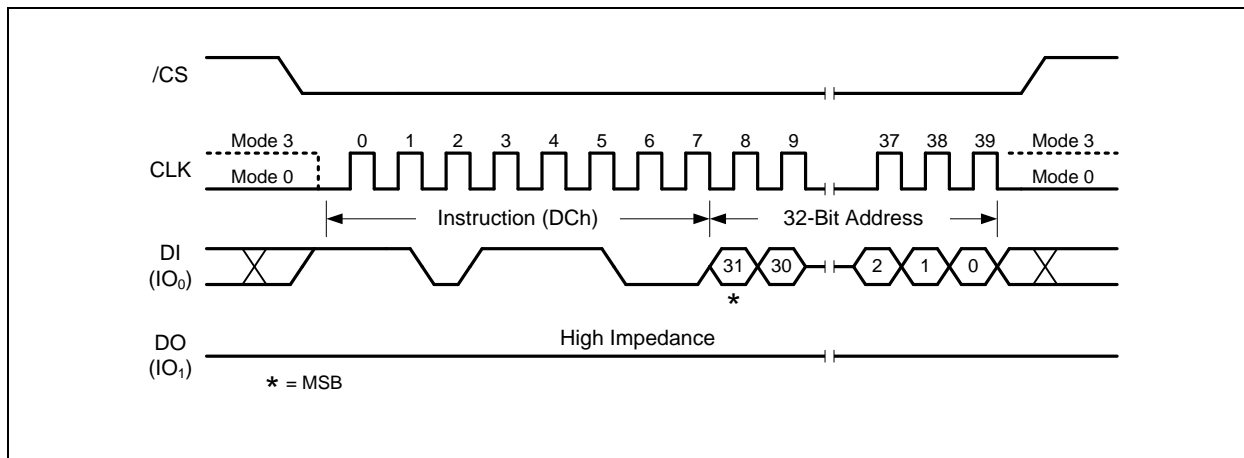 /CS
Mode 3 0 1 2 3 4 5 6 7 8 9 37 38 39 Mode 3
CLK
Mode 0 Mode 0
Instruction (DCh) 32-Bit Address
DI
(IO0)
31 30 2 1 0
*
High Impedance
DO
(IO1)
* = MSB